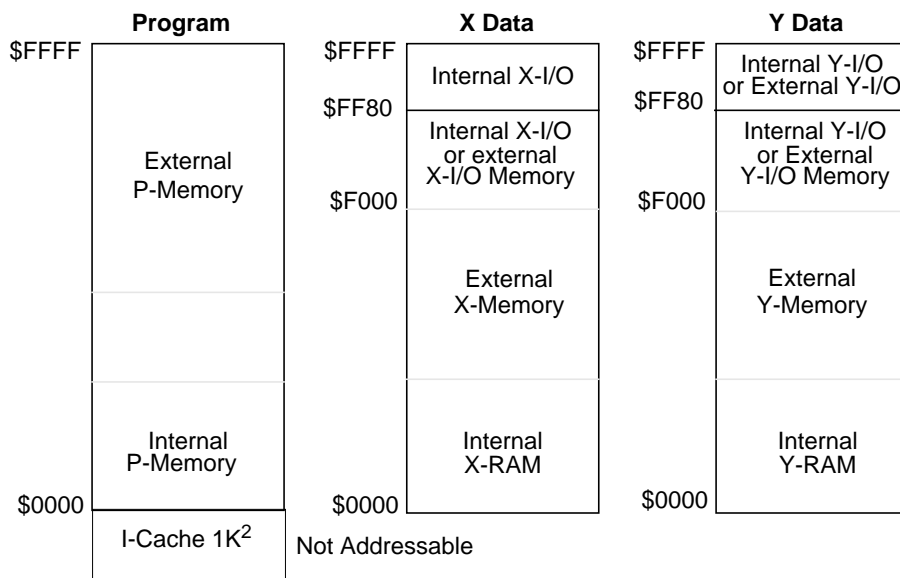 Program
$FFFF
External
P-Memory
Internal
P-Memory
$0000
I-Cache 1K2
Not Addressable
X Data
$FFFF
Internal X-I/O
$FF80
Internal X-I/O
or external
X-I/O Memory
$F000
External
X-Memory
Internal
X-RAM
$0000
Y Data
$FFFF
Internal Y-I/O
or External Y-I/O
$FF80
Internal Y-I/O
or External
Y-I/O Memory
$F000
External
Y-Memory
Internal
Y-RAM
$0000